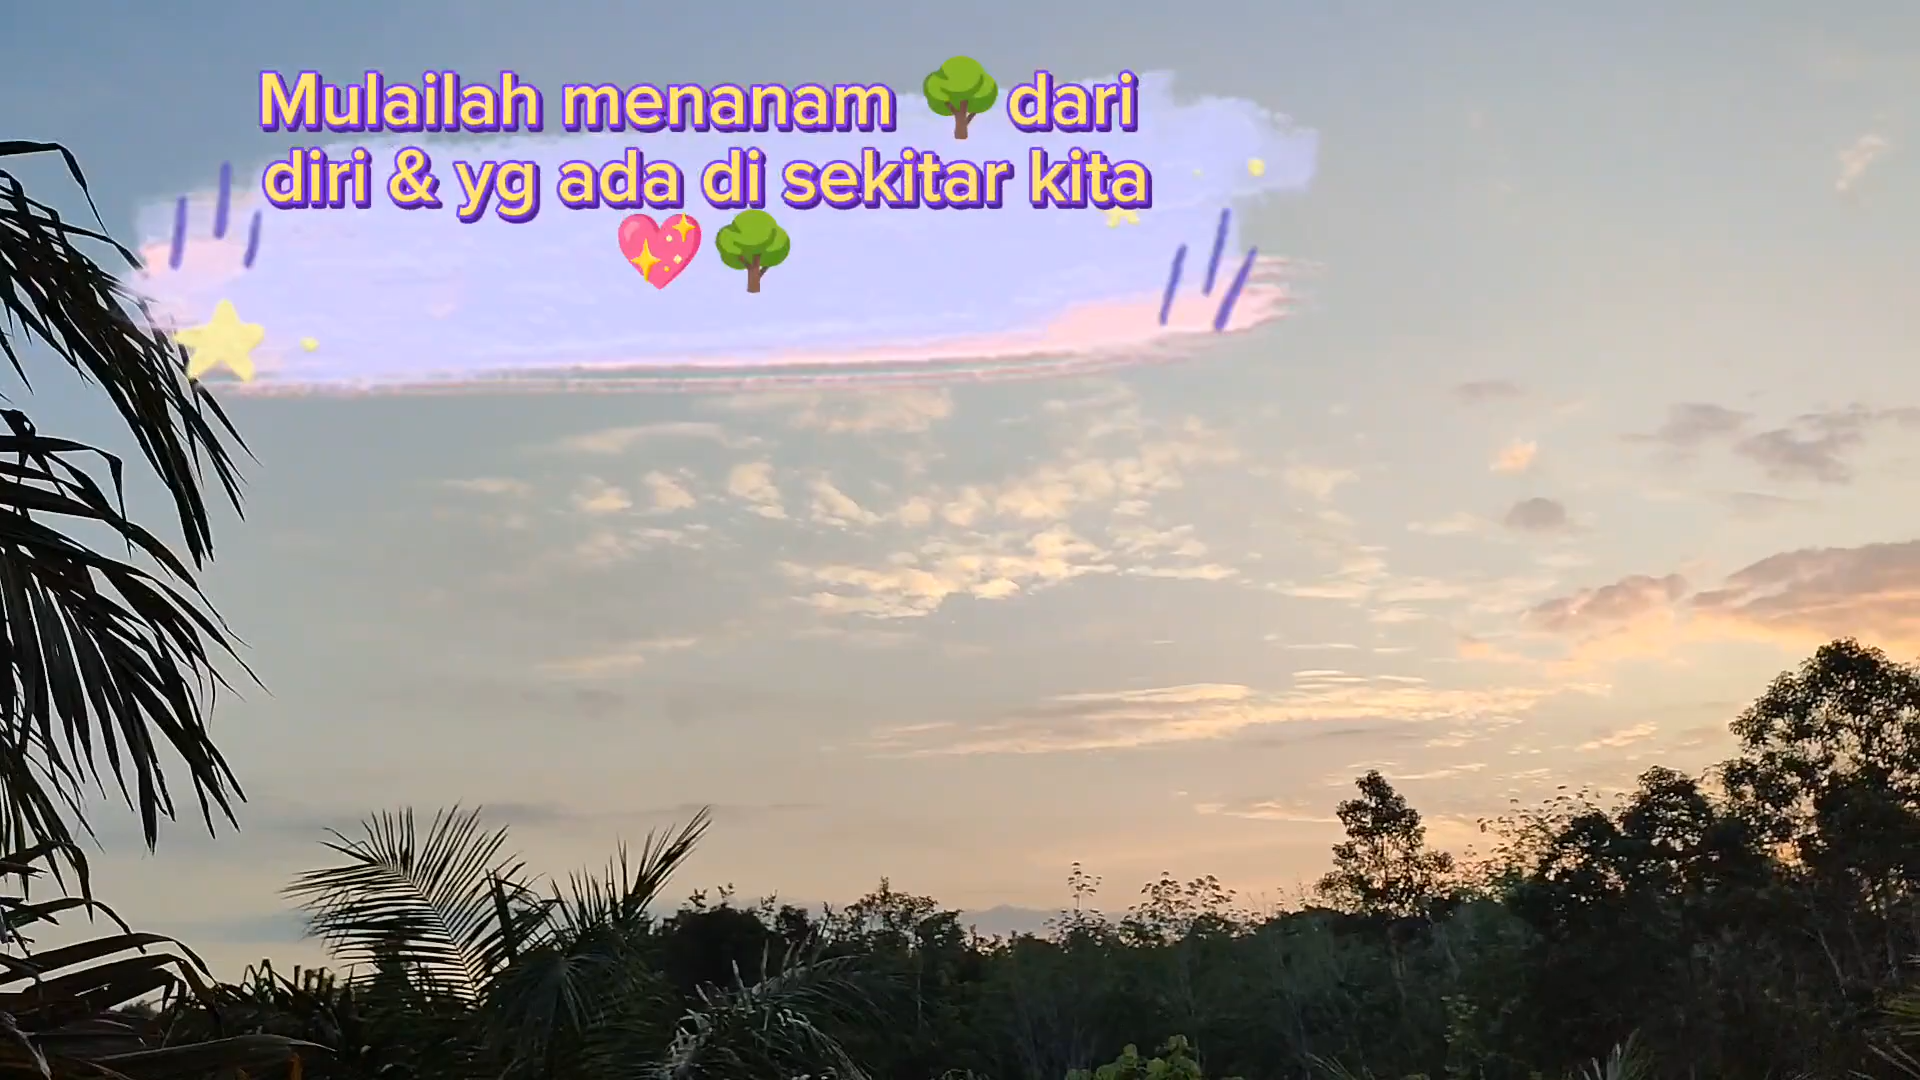 Mulailah menanam 🌳dari
diri & yg ada di sekitar kita
💖🌳